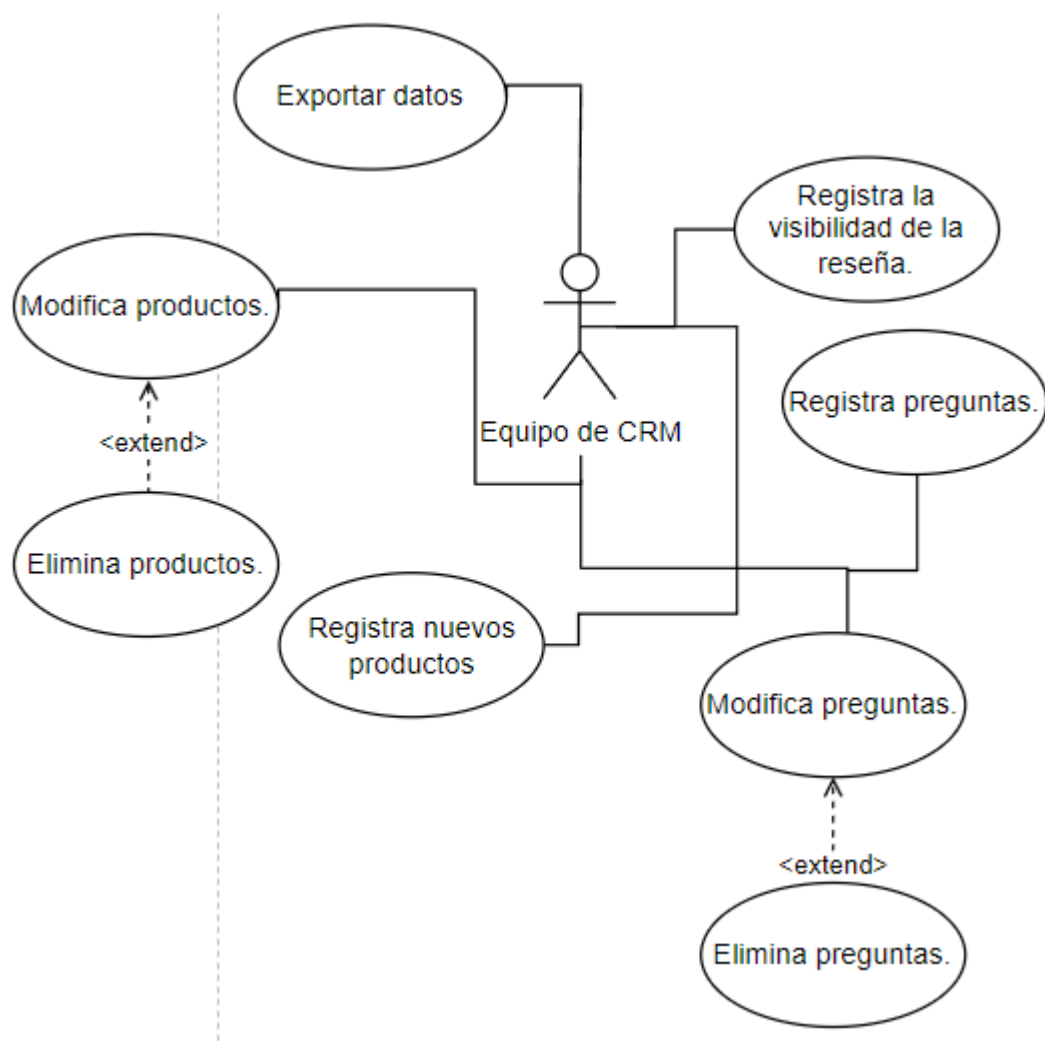 Exportar datos
Registra la
visibilidad de la
reseña.
Modifica productos.
Registra preguntas.
Equipo de CRM
<extend>
Elimina productos.
Registra nuevos
productos
Modifica preguntas.
<extend>
Elimina preguntas.